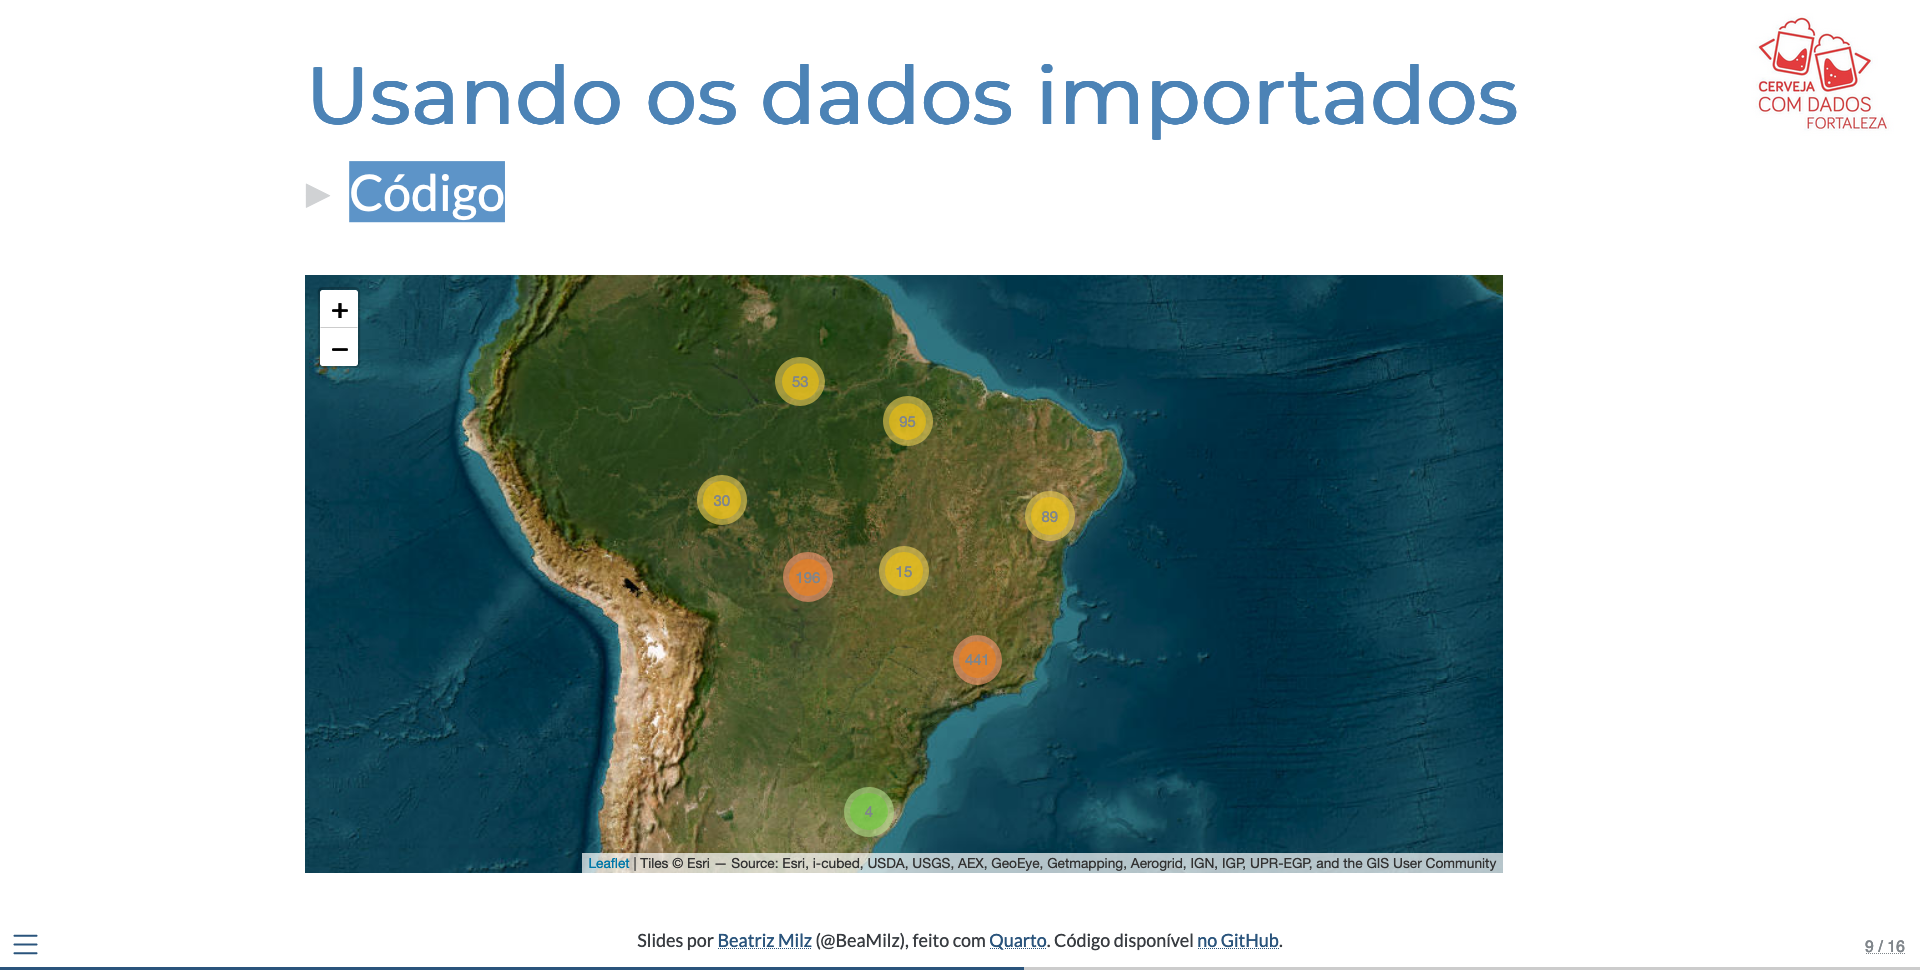 Usando os dados importados
CERVEJA
COM DADOS
FORTALEZA
Código
+
−
53
95
30
89
196
15
441
4
Leaflet | Tiles © Esri — Source: Esri, i-cubed, USDA, USGS, AEX, GeoEye, Getmapping, Aerogrid, IGN, IGP, UPR-EGP, and the GIS User Community
Slides por Beatriz Milz (@BeaMilz), feito com Quarto. Código disponível no GitHub.
9 / 16